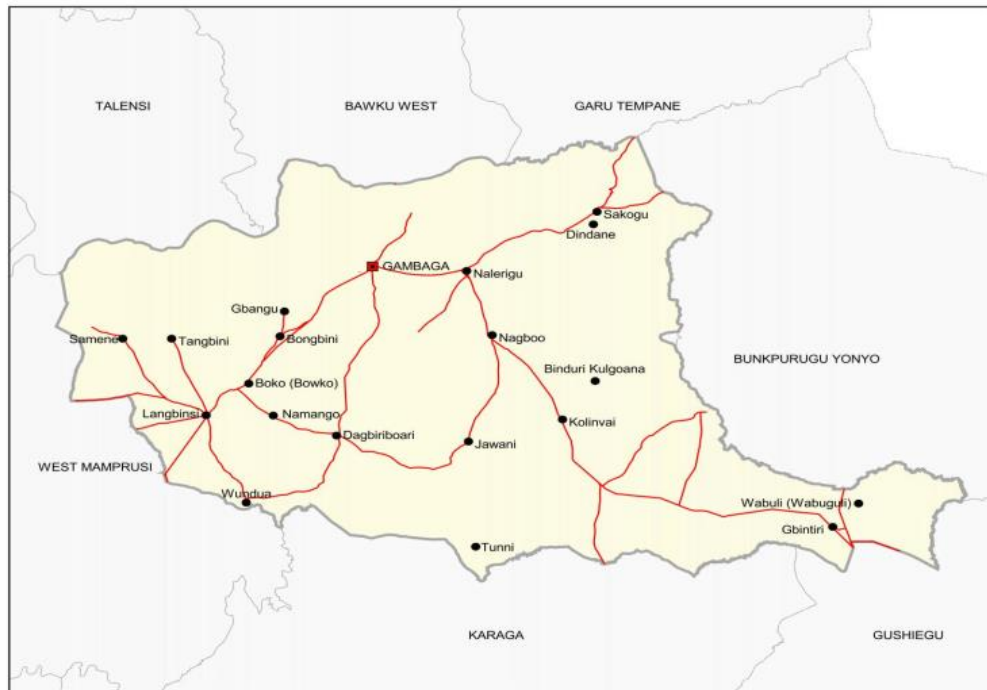 TALENSI
BAWKU WEST
GARU TEMPANE
Sakogu
Dindane
GAMBAGA
Nalerigu
Gbangu
Samene
Tangbini
Bongbini
Nagboo
BUNKPURUGU YONYO
Binduri Kulgoana
Boko (Bowko)
Langbinsi
Namango
Kolinvai
Dagbiriboari
Jawani
WEST MAMPRUSI
Wundua
Wabuli (Wabuguli)
Gbintiri
Tunni
KARAGA
GUSHIEGU